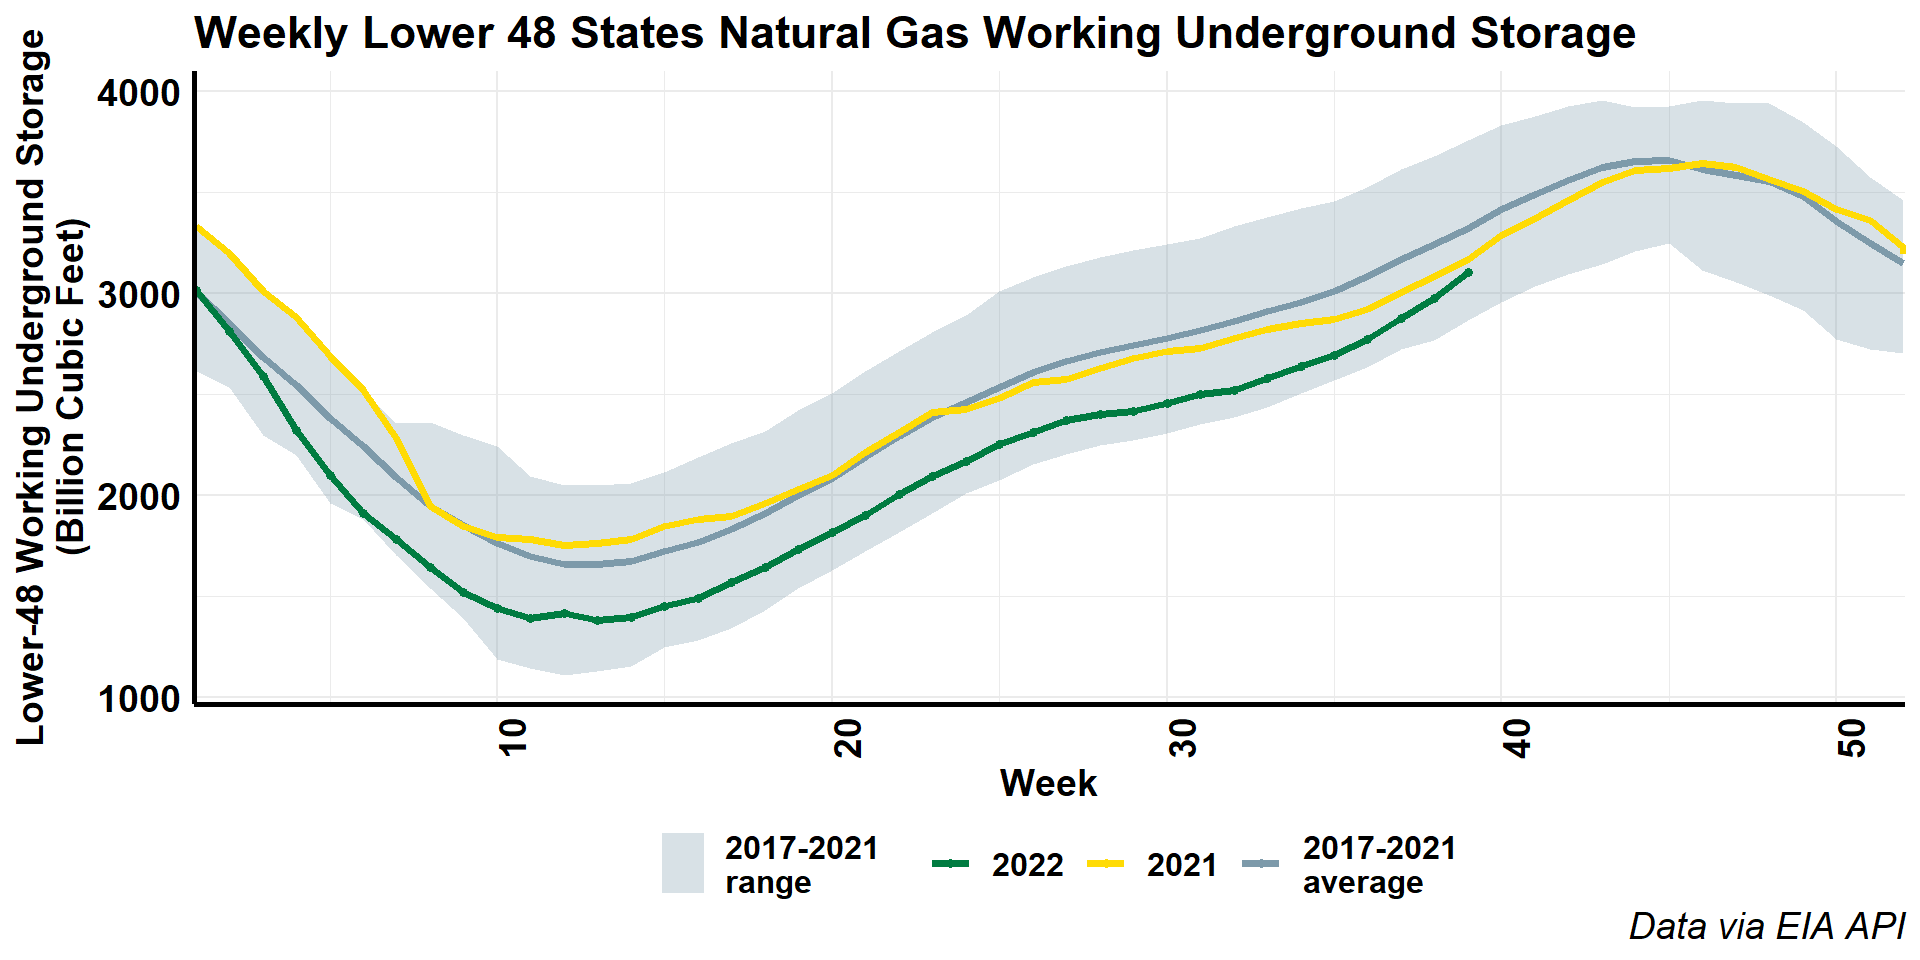 Weekly Lower 48 States Natural Gas Working Underground Storage
Lower-48 Working Underground Storage
(Billion Cubic Feet)
4000
3000
2000
1000
10
20
30
40
50
Week
2017-2021
range
2022
2021
2017-2021
average
Data via EIA API